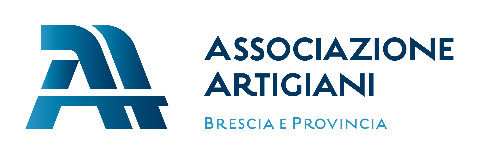 ASSOCIAZIONE
ARTIGIANI
BRESCIA E PROVINCIA